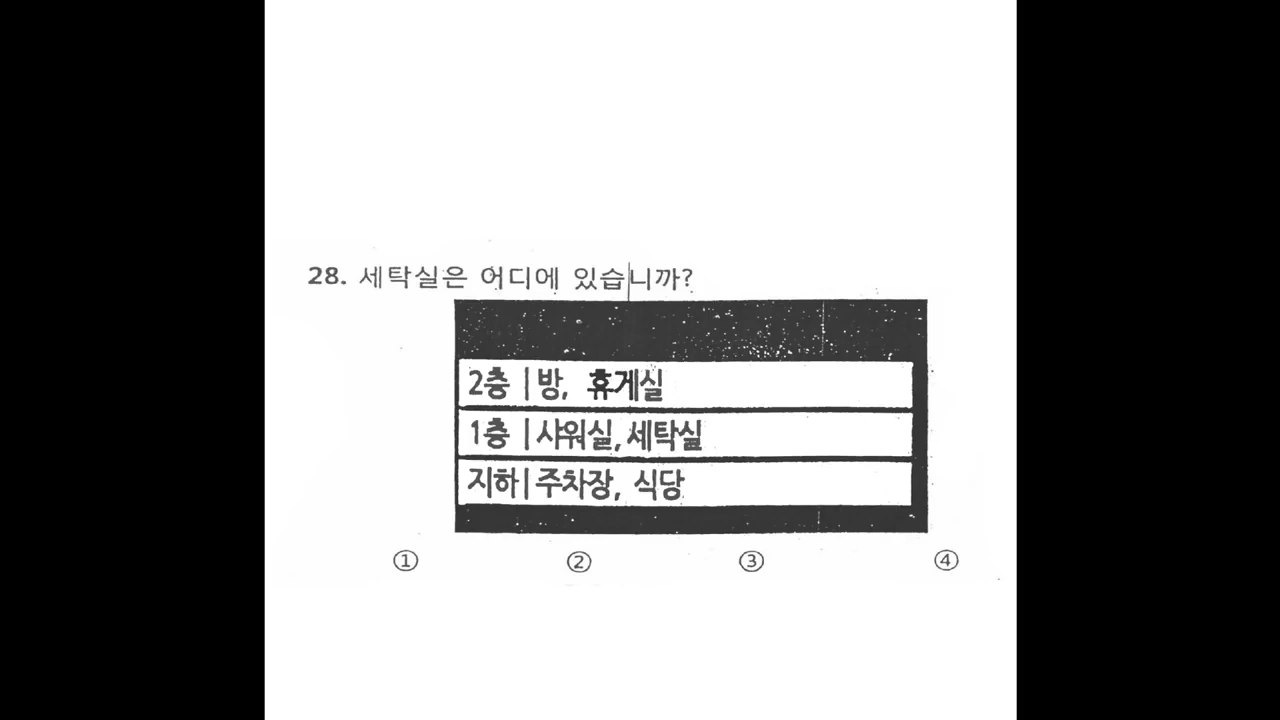 28. 세탁실은 어디에 있습니까?
2층 | 방, 휴게실
1층 | 샤워실, 세탁실
지하 | 주차장, 식당
① ② ③ ④